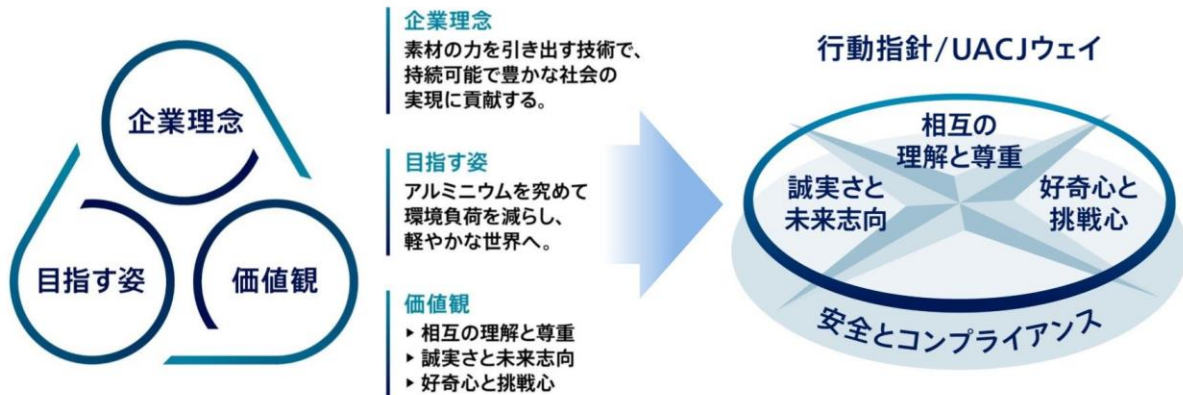 企業理念
目指す姿
価値観
企業理念
素材の力を引き出す技術で、
持続可能で豊かな社会の
実現に貢献する。
目指す姿
アルミニウムを究めて
環境負荷を減らし、
軽やかな世界へ。
価値観
▶ 相互の理解と尊重
▶ 誠実さと未来志向
▶ 好奇心と挑戦心
行動指針/UACJウェイ
相互の
理解と尊重
誠実さと
未来志向
好奇心と
挑戦心
安全とコンプライアンス